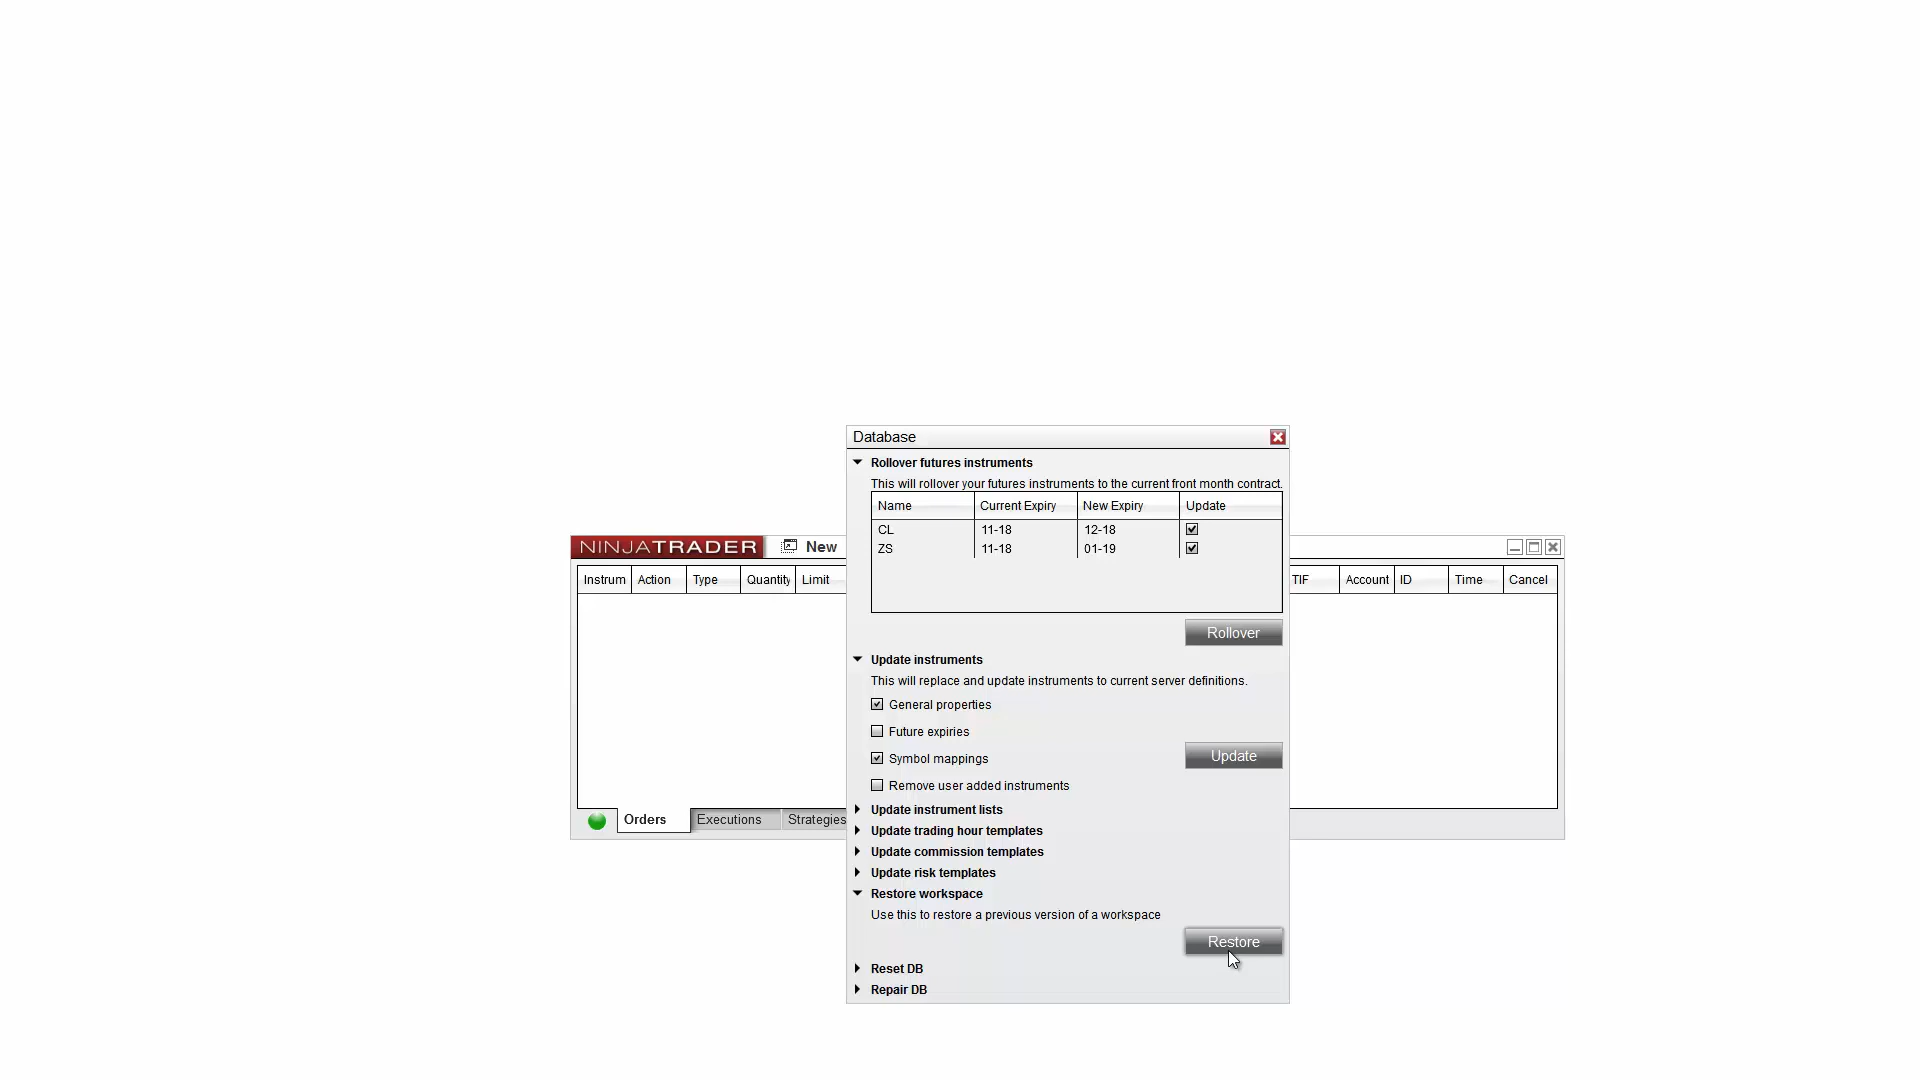 Database
Rollover futures instruments
This will rollover your futures instruments to the current front month contract.
Name Current Expiry New Expiry Update
CL 11-18 12-18
ZS 11-18 01-19
Rollover
NINJATRADER New
Instrum Action Type Quantity Limit TIF Account ID Time Cancel
Update instruments
This will replace and update instruments to current server definitions.
General properties
Future expiries
Symbol mappings
Update
Remove user added instruments
Update instrument lists
Orders Executions Strategies
Update trading hour templates
Update commission templates
Update risk templates
Restore workspace
Use this to restore a previous version of a workspace
Restore
Reset DB
Repair DB